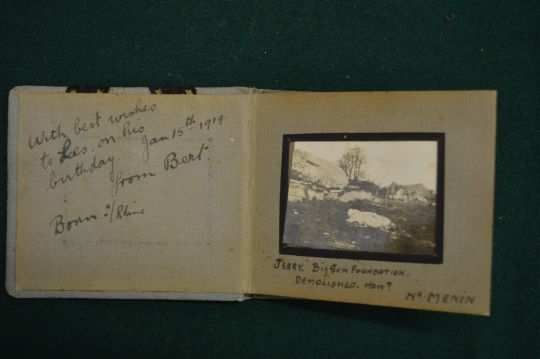 With best wishes
to Les. on his
birthday. Jan 15th 1919.
from Bert.
Bonn a/Rhine
"JERRY." BIG GUN FOUNDATION.
DEMOLISHED. HOW?
Nr MENIN